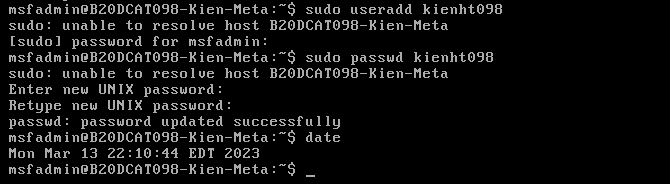 msfadmin@B20DCAT098-Kien-Meta:~$ sudo useradd kienht098
sudo: unable to resolve host B20DCAT098-Kien-Meta
[sudo] password for msfadmin:
msfadmin@B20DCAT098-Kien-Meta:~$ sudo passwd kienht098
sudo: unable to resolve host B20DCAT098-Kien-Meta
Enter new UNIX password:
Retype new UNIX password:
passwd: password updated successfully
msfadmin@B20DCAT098-Kien-Meta:~$ date
Mon Mar 13 22:10:44 EDT 2023
msfadmin@B20DCAT098-Kien-Meta:~$ _